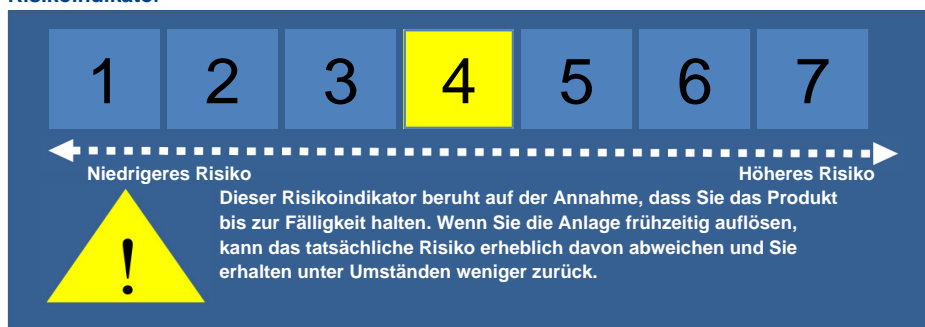 Risikoindikator
1 2 3 4 5 6 7
Niedrigeres Risiko Höheres Risiko
Dieser Risikoindikator beruht auf der Annahme, dass Sie das Produkt
bis zur Fälligkeit halten. Wenn Sie die Anlage frühzeitig auflösen,
kann das tatsächliche Risiko erheblich davon abweichen und Sie
erhalten unter Umständen weniger zurück.
!